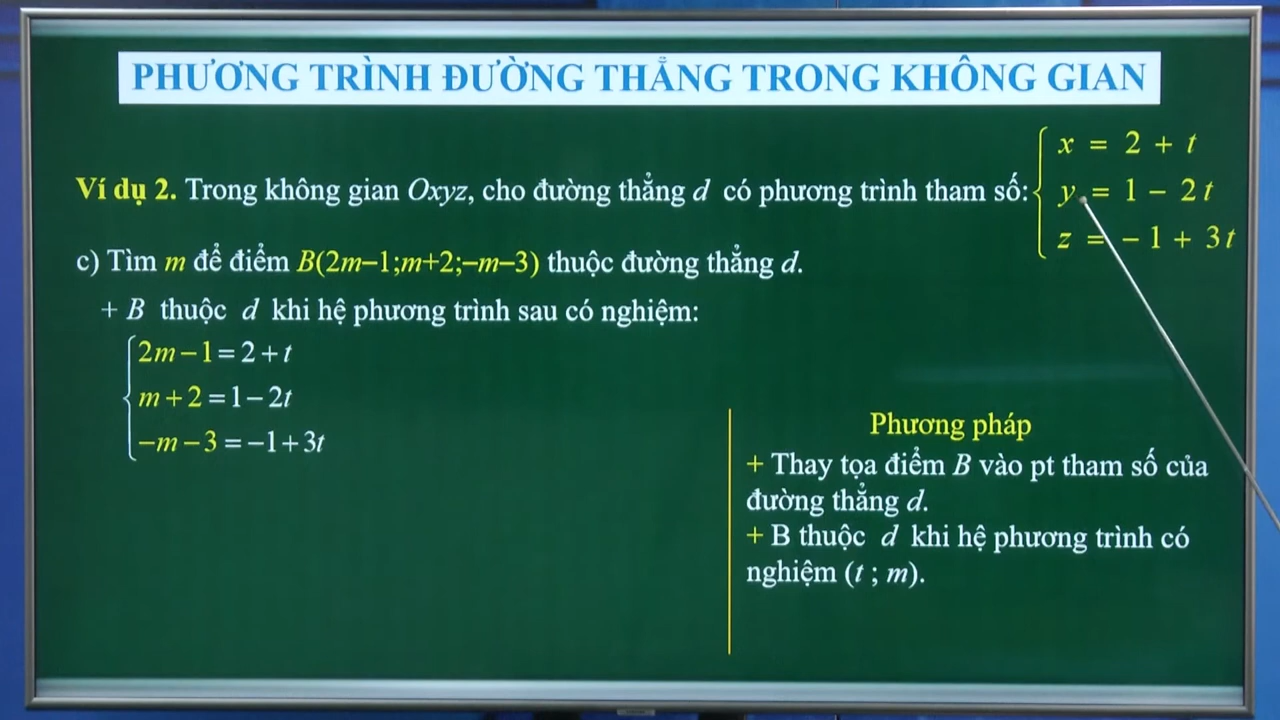 PHƯƠNG TRÌNH ĐƯỜNG THẲNG TRONG KHÔNG GIAN
Ví dụ 2. Trong không gian Oxyz, cho đường thẳng d có phương trình tham số:
x = 2 + t
y = 1 − 2t
z = −1 + 3t
c) Tìm m để điểm B(2m−1;m+2;−m−3) thuộc đường thẳng d.
+ B thuộc d khi hệ phương trình sau có nghiệm:
2m−1=2+t
m+2=1−2t
−m−3=−1+3t
Phương pháp
+ Thay tọa điểm B vào pt tham số của
đường thẳng d.
+ B thuộc d khi hệ phương trình có
nghiệm (t ; m).